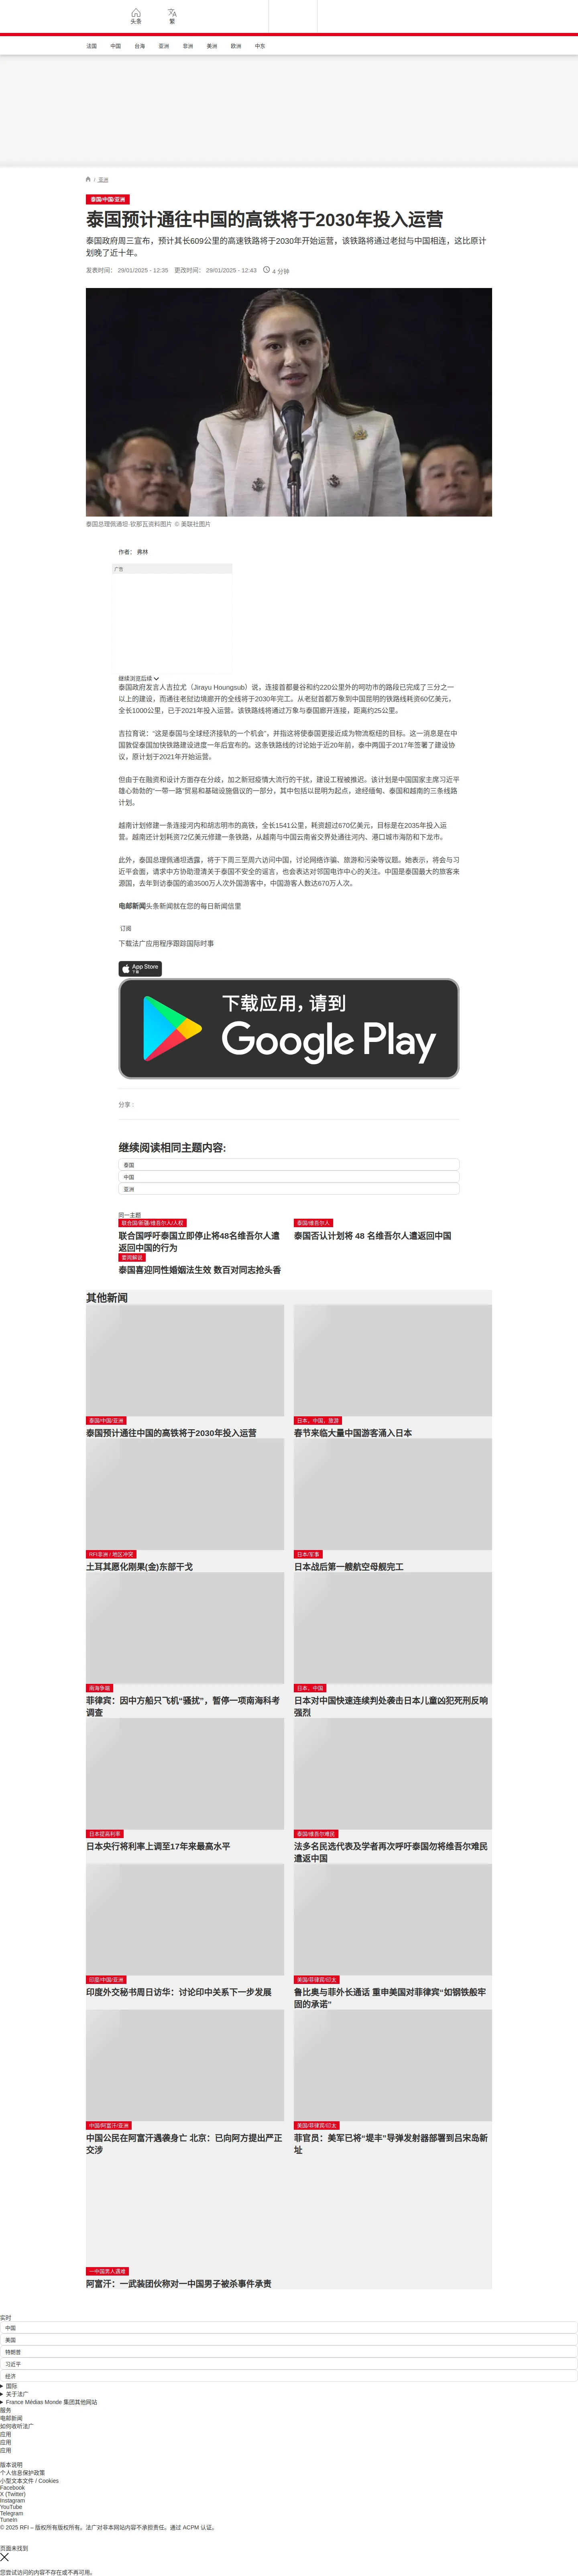 头条
繁
法国
中国
台海
亚洲
非洲
美洲
欧洲
中东
/ 亚洲
泰国/中国/亚洲
泰国预计通往中国的高铁将于2030年投入运营
泰国政府周三宣布，预计其长609公里的高速铁路将于2030年开始运营，该铁路将通过老挝与中国相连，这比原计
划晚了近十年。
发表时间： 29/01/2025 - 12:35 更改时间： 29/01/2025 - 12:43 4 分钟
泰国总理佩通坦·钦那瓦资料图片 © 美联社图片
作者： 弗林
广告
继续浏览后续
泰国政府发言人吉拉尤（Jirayu Houngsub）说，连接首都曼谷和约220公里外的呵叻市的路段已完成了三分之一
以上的建设，而通往老挝边境廊开的全线将于2030年完工。从老挝首都万象到中国昆明的铁路线耗资60亿美元，
全长1000公里，已于2021年投入运营。该铁路线将通过万象与泰国廊开连接，距离约25公里。
吉拉育说：“这是泰国与全球经济接轨的一个机会”，并指这将使泰国更接近成为物流枢纽的目标。这一消息是在中
国敦促泰国加快铁路建设进度一年后宣布的。这条铁路线的讨论始于近20年前，泰中两国于2017年签署了建设协
议，原计划于2021年开始运营。
但由于在融资和设计方面存在分歧，加之新冠疫情大流行的干扰，建设工程被推迟。该计划是中国国家主席习近平
雄心勃勃的“一带一路”贸易和基础设施倡议的一部分，其中包括以昆明为起点，途经缅甸、泰国和越南的三条线路
计划。
越南计划修建一条连接河内和胡志明市的高铁，全长1541公里，耗资超过670亿美元，目标是在2035年投入运
营。越南还计划耗资72亿美元修建一条铁路，从越南与中国云南省交界处通往河内、港口城市海防和下龙市。
此外，泰国总理佩通坦透露，将于下周三至周六访问中国，讨论网络诈骗、旅游和污染等议题。她表示，将会与习
近平会面，请求中方协助澄清关于泰国不安全的谣言，也会表达对邻国电诈中心的关注。中国是泰国最大的旅客来
源国，去年到访泰国的逾3500万人次外国游客中，中国游客人数达670万人次。
电邮新闻头条新闻就在您的每日新闻信里
订阅
下载法广应用程序跟踪国际时事
App Store
下载
下载应用，请到
Google Play
分享 :
继续阅读相同主题内容:
泰国
中国
亚洲
同一主题
联合国/新疆/维吾尔人/人权
联合国呼吁泰国立即停止将48名维吾尔人遣
返回中国的行为
泰国/维吾尔人
泰国否认计划将 48 名维吾尔人遣返回中国
要闻解说
泰国喜迎同性婚姻法生效 数百对同志抢头香
其他新闻
泰国/中国/亚洲
泰国预计通往中国的高铁将于2030年投入运营
日本、中国、旅游
春节来临大量中国游客涌入日本
RFI非洲 / 地区冲突
土耳其愿化刚果(金)东部干戈
日本/军事
日本战后第一艘航空母舰完工
南海争端
菲律宾：因中方船只飞机“骚扰”，暂停一项南海科考
调查
日本、中国
日本对中国快速连续判处袭击日本儿童凶犯死刑反响
强烈
日本提高利率
日本央行将利率上调至17年来最高水平
泰国/维吾尔难民
法多名民选代表及学者再次呼吁泰国勿将维吾尔难民
遣返中国
印度/中国/亚洲
印度外交秘书周日访华：讨论印中关系下一步发展
美国/菲律宾/印太
鲁比奥与菲外长通话 重申美国对菲律宾“如钢铁般牢
固的承诺”
中国/阿富汗/亚洲
中国公民在阿富汗遇袭身亡 北京：已向阿方提出严正
交涉
美国/菲律宾/印太
菲官员：美军已将“堤丰”导弹发射器部署到吕宋岛新
址
一中国男人遇难
阿富汗：一武装团伙称对一中国男子被杀事件承责
实时
中国
美国
特朗普
习近平
经济
国际
关于法广
France Médias Monde 集团其他网站
服务
电邮新闻
如何收听法广
应用
应用
应用
版本说明
个人信息保护政策
小型文本文件 / Cookies
Facebook
X (Twitter)
Instagram
YouTube
Telegram
TuneIn
© 2025 RFI – 版权所有版权所有。法广对非本网站内容不承担责任。通过 ACPM 认证。
页面未找到
您尝试访问的内容不存在或不再可用。